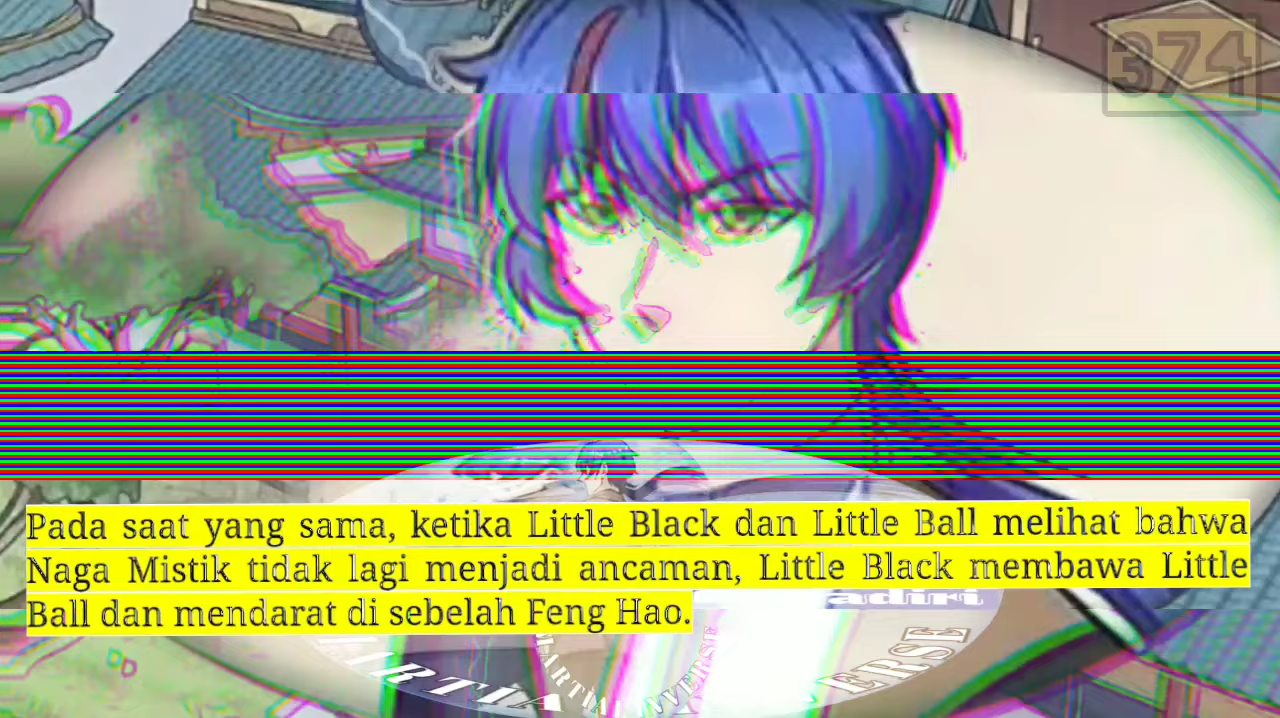 374
Pada saat yang sama, ketika Little Black dan Little Ball melihat bahwa
Naga Mistik tidak lagi menjadi ancaman, Little Black membawa Little
Ball dan mendarat di sebelah Feng Hao.